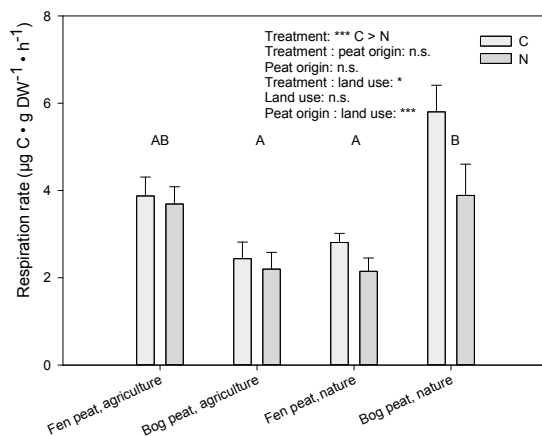 Treatment: *** C > N
Treatment : peat origin: n.s.
Peat origin: n.s.
Treatment : land use: *
Land use: n.s.
Peat origin : land use: ***
C
N
AB
A
A
B
Respiration rate (µg C • g DW⁻¹ • h⁻¹)
8
6
4
2
0
Fen peat, agriculture
Bog peat, agriculture
Fen peat, nature
Bog peat, nature